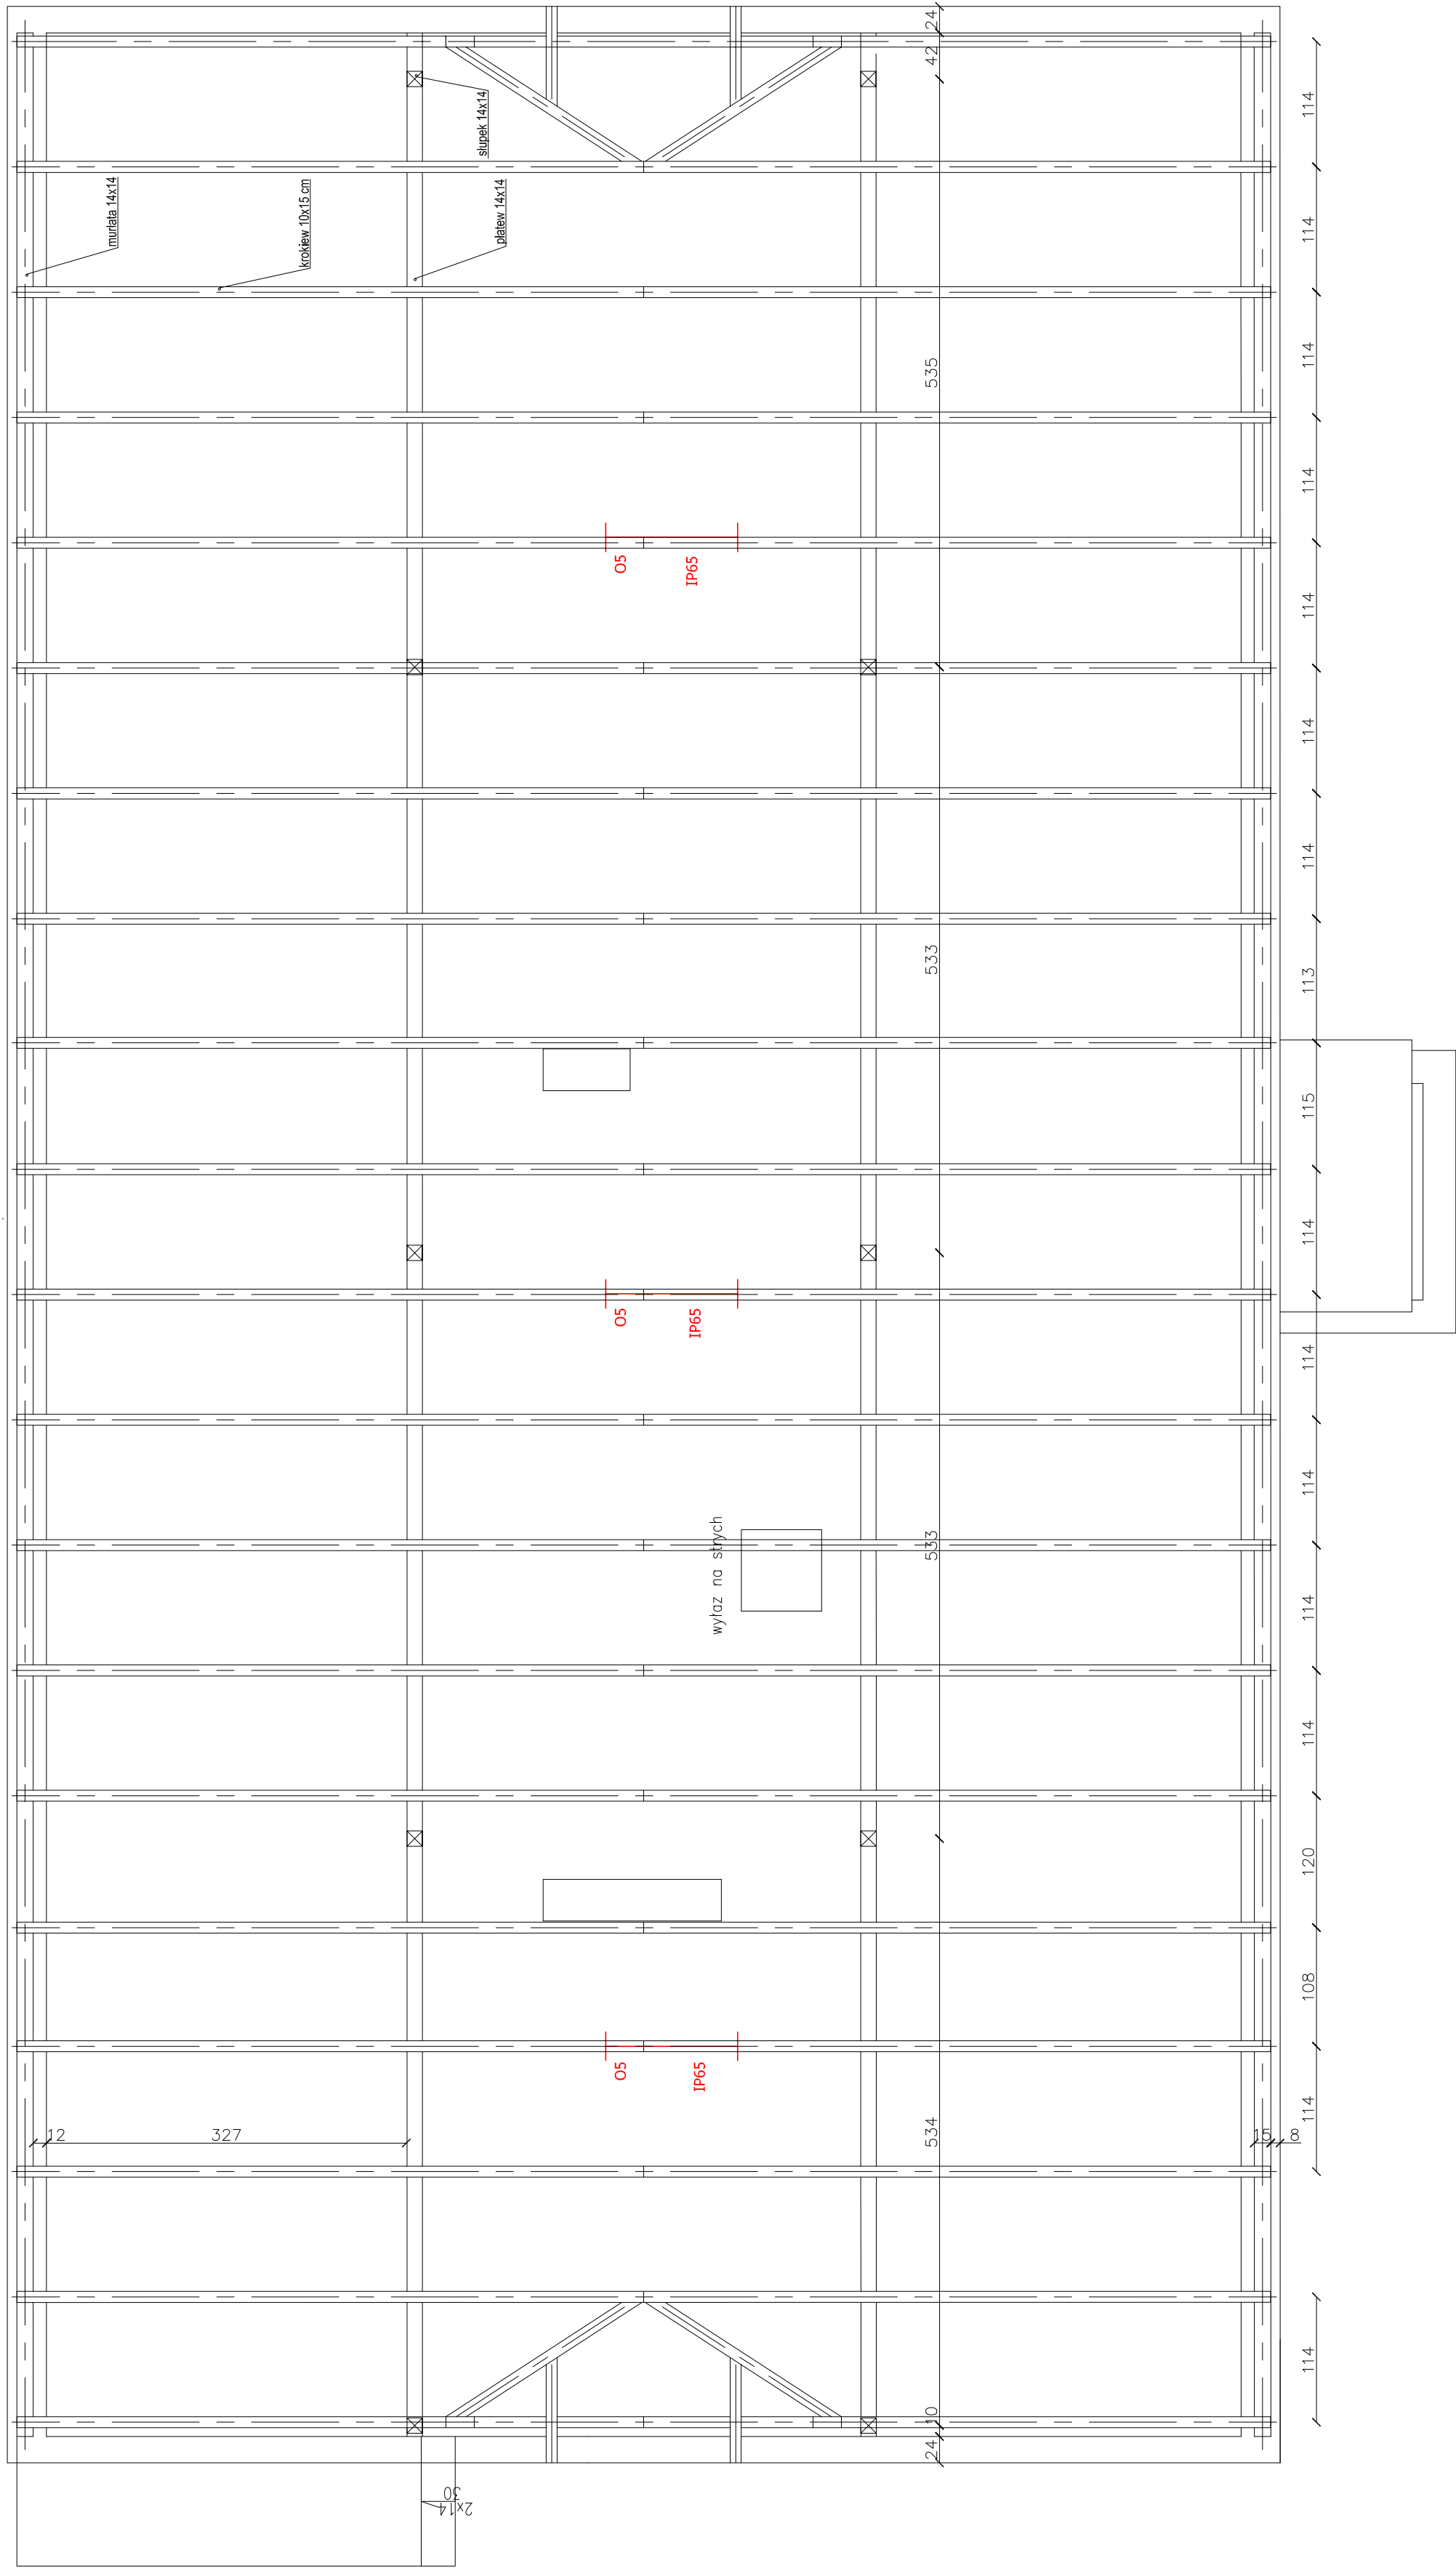 24
42
słupek 14x14
114
murłata 14x14
krokiew 10x15 cm
płatew 14x14
114
535
114
114
O5
IP65
114
114
114
533
113
115
114
O5
IP65
114
114
wyłaz na strych
533
114
114
120
108
O5
IP65
114
12
327
534
15
8
114
10
24
30
2x14